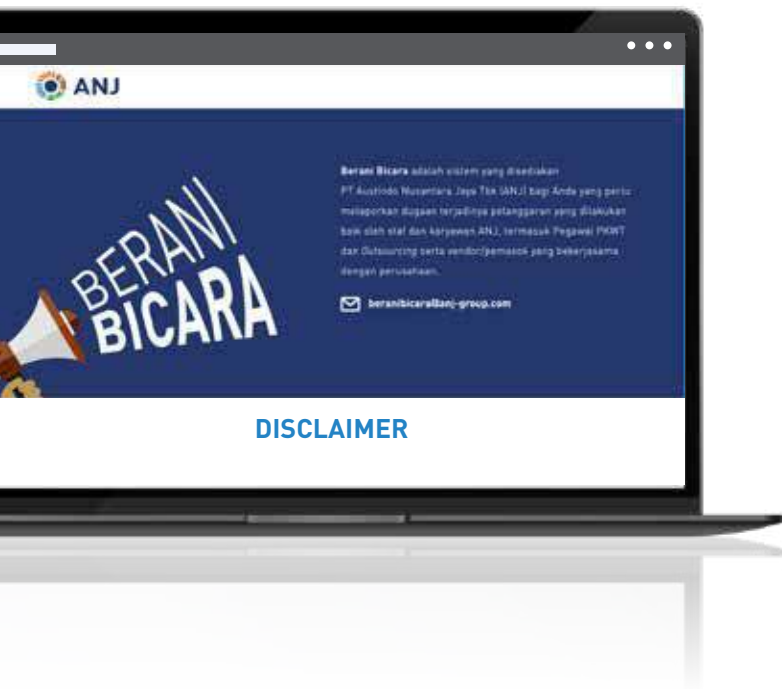 ANJ
BERANI
BICARA
Berani Bicara adalah sistem yang disediakan
PT Austindo Nusantara Jaya Tbk (ANJ) bagi Anda yang perlu
melaporkan dugaan terjadinya pelanggaran yang dilakukan
baik oleh staf dan karyawan ANJ, termasuk Pegawai PKWT
dan Outsourcing serta vendor/pemasok yang bekerjasama
dengan perusahaan.
beranibicara@anj-group.com
DISCLAIMER